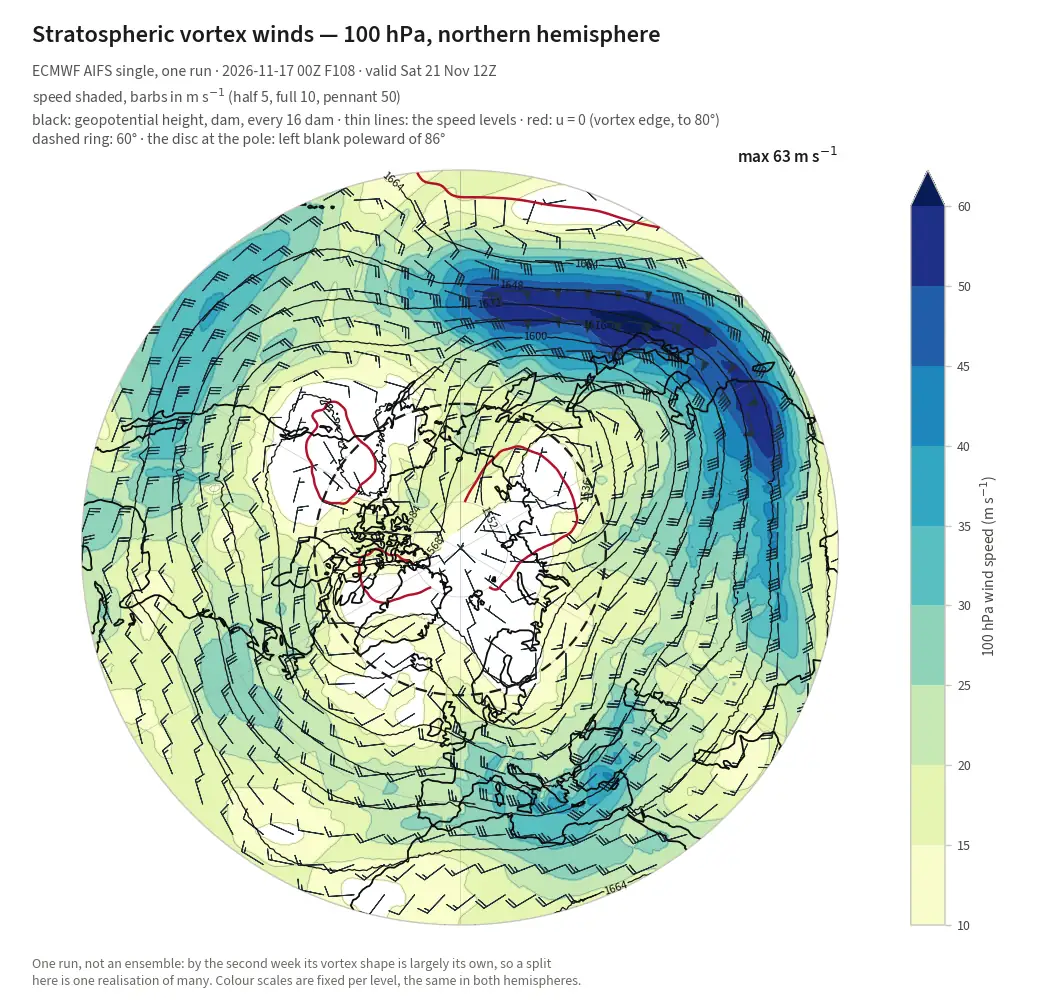 Stratospheric vortex winds — 100 hPa, northern hemisphere
ECMWF AIFS single, one run · 2026-11-17 00Z F108 · valid Sat 21 Nov 12Z
speed shaded, barbs in m s⁻¹ (half 5, full 10, pennant 50)
black: geopotential height, dam, every 16 dam · thin lines: the speed levels · red: u = 0 (vortex edge, to 80°)
dashed ring: 60° · the disc at the pole: left blank poleward of 86°
max 63 m s⁻¹
1664
1648
1632
1616
1600
1536
1552
1584
1568
1664
60
50
45
40
35
30
25
20
15
10
100 hPa wind speed (m s⁻¹)
One run, not an ensemble: by the second week its vortex shape is largely its own, so a split
here is one realisation of many. Colour scales are fixed per level, the same in both hemispheres.